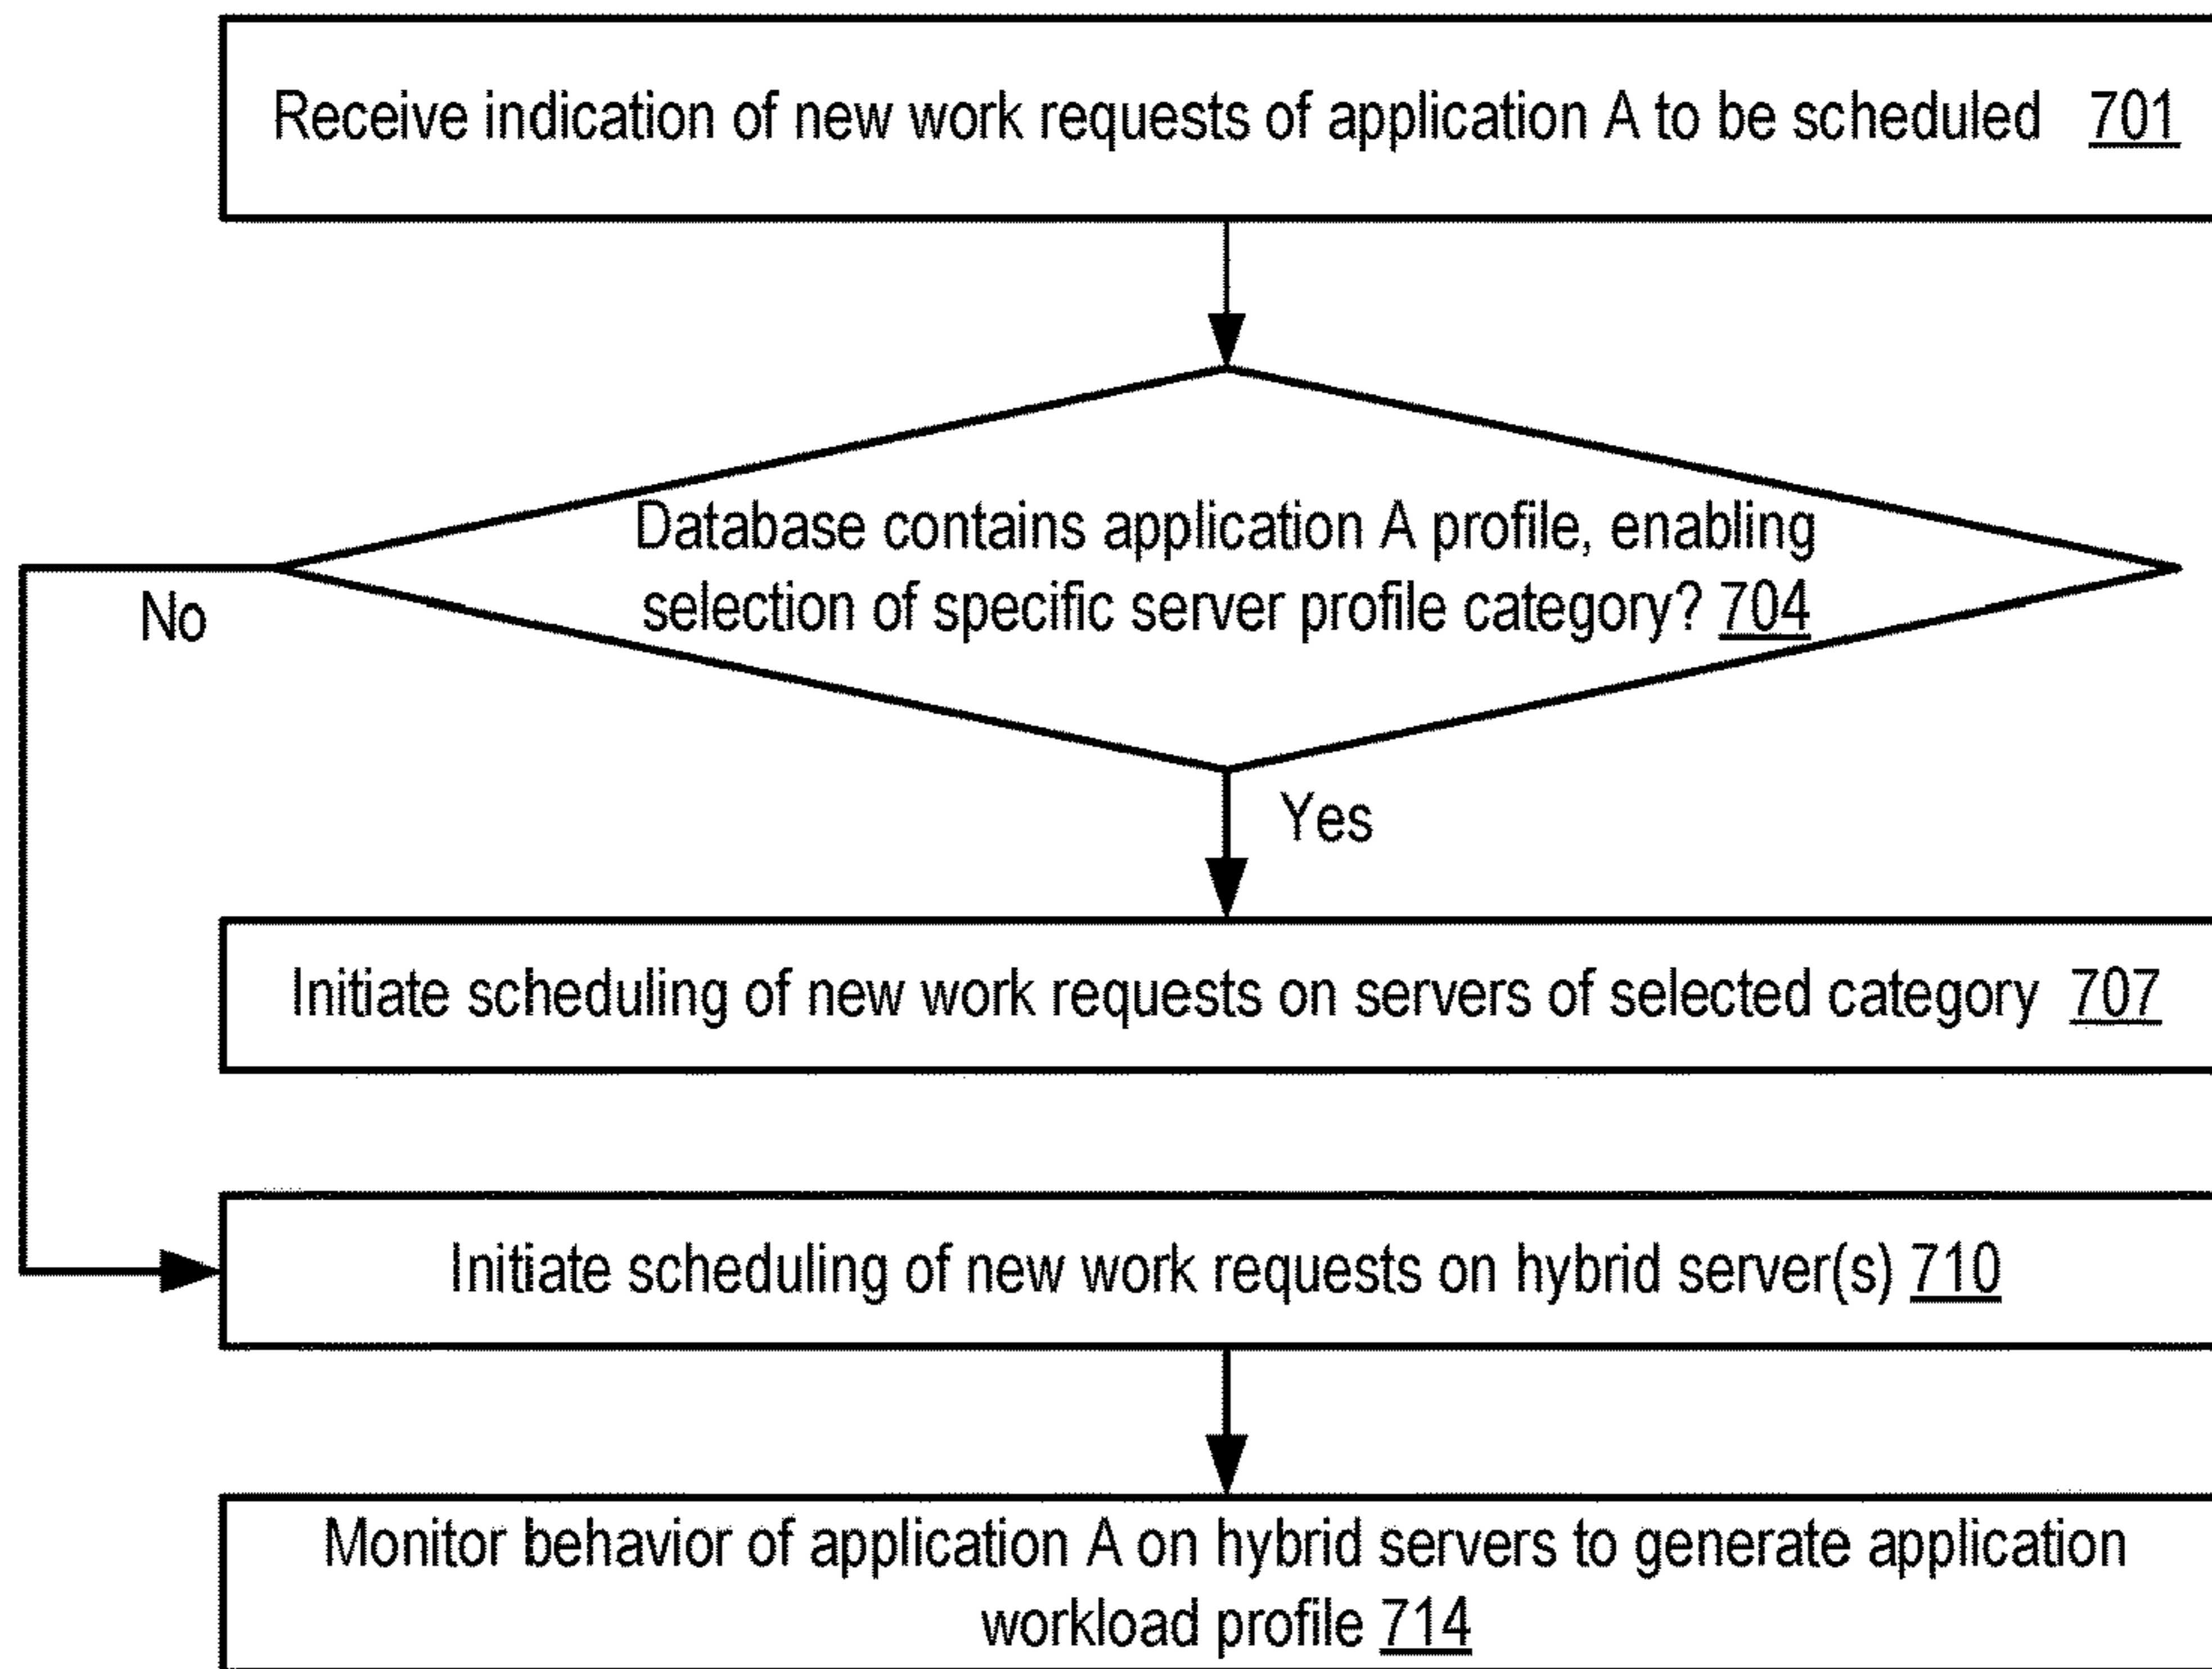 Receive indication of new work requests of application A to be scheduled 701
Database contains application A profile, enabling
selection of specific server profile category? 704
No
Yes
Initiate scheduling of new work requests on servers of selected category 707
Initiate scheduling of new work requests on hybrid server(s) 710
Monitor behavior of application A on hybrid servers to generate application
workload profile 714